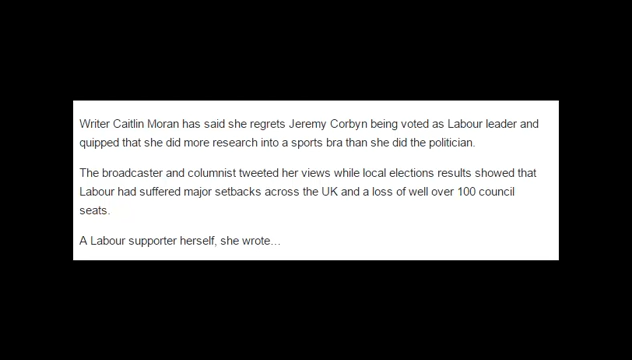 Writer Caitlin Moran has said she regrets Jeremy Corbyn being voted as Labour leader and
quipped that she did more research into a sports bra than she did the politician.
The broadcaster and columnist tweeted her views while local elections results showed that
Labour had suffered major setbacks across the UK and a loss of well over 100 council
seats.
A Labour supporter herself, she wrote...